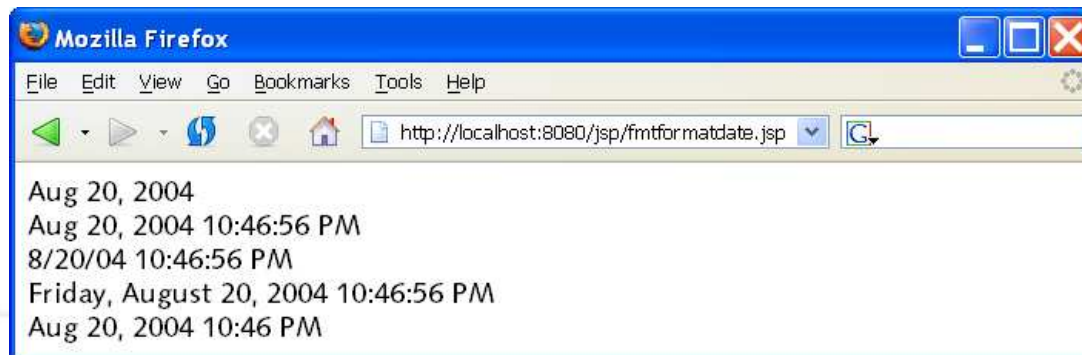 Mozilla Firefox
File Edit View Go Bookmarks Tools Help
http://localhost:8080/jsp/fmtformatdate.jsp G
Aug 20, 2004
Aug 20, 2004 10:46:56 PM
8/20/04 10:46:56 PM
Friday, August 20, 2004 10:46:56 PM
Aug 20, 2004 10:46 PM